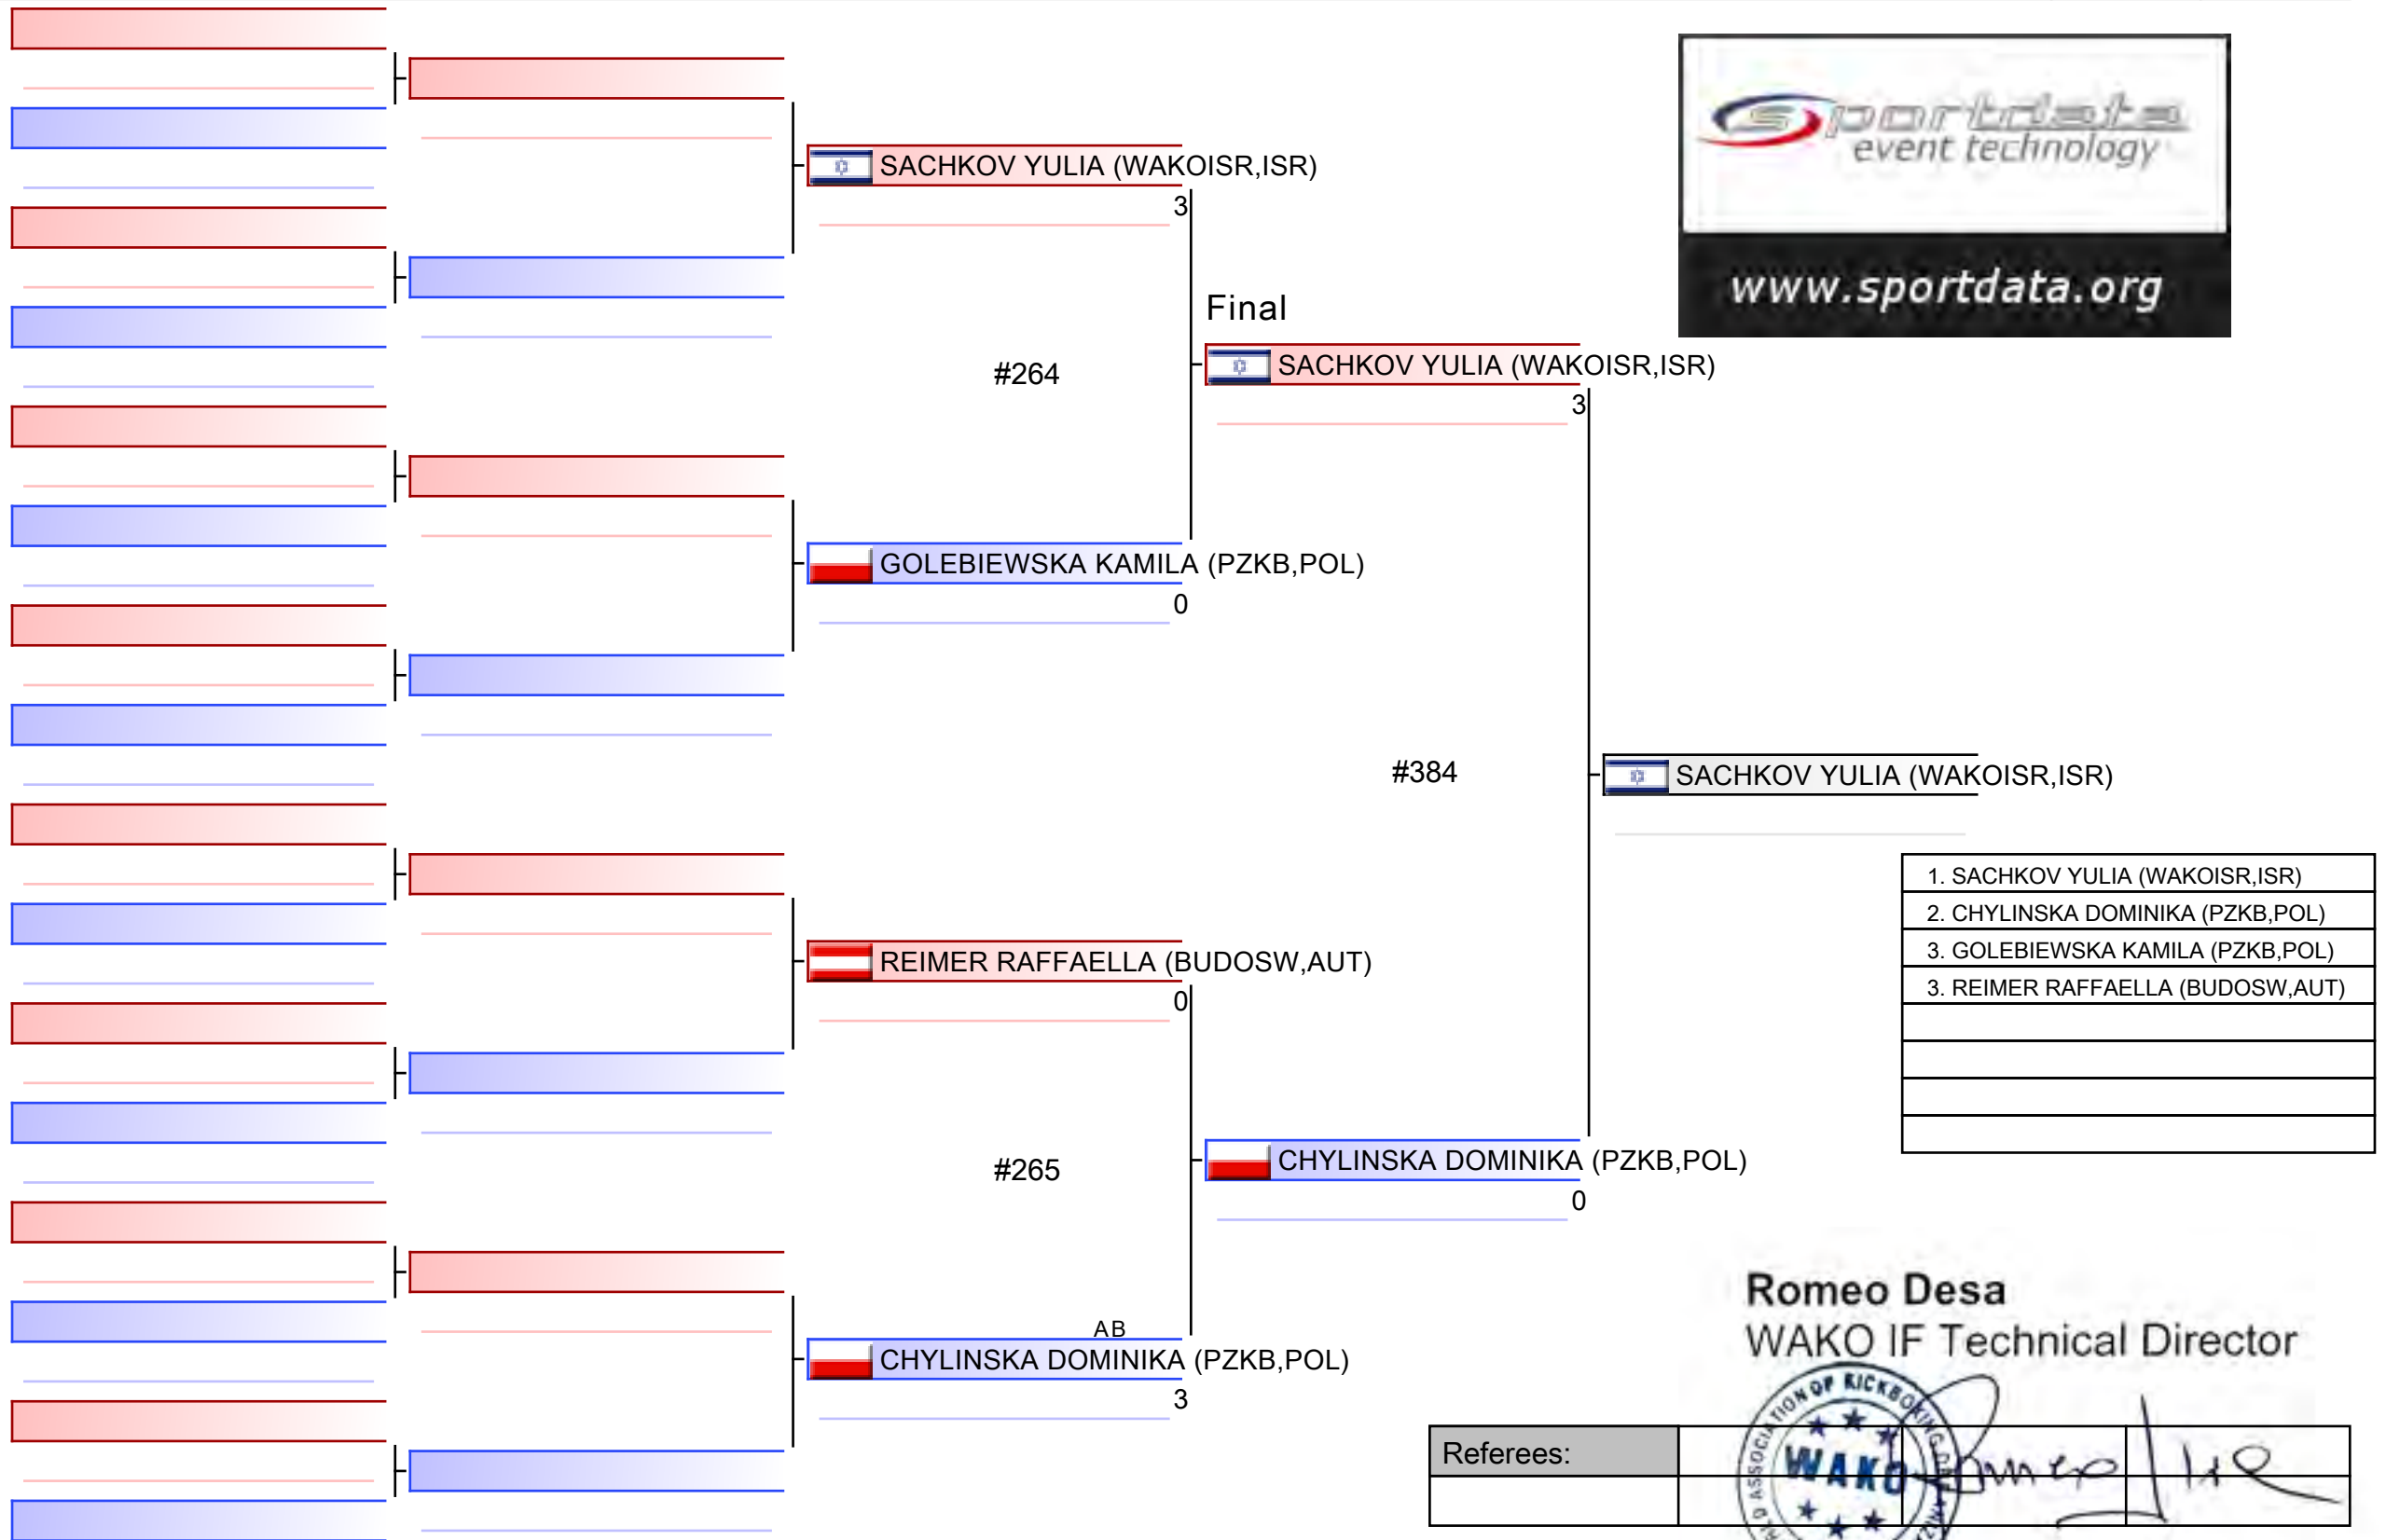 sportdata
event technology
www.sportdata.org
SACHKOV YULIA (WAKOISR,ISR)
3
Final
#264
SACHKOV YULIA (WAKOISR,ISR)
3
GOLEBIEWSKA KAMILA (PZKB,POL)
0
#384
SACHKOV YULIA (WAKOISR,ISR)
1. SACHKOV YULIA (WAKOISR,ISR)
2. CHYLINSKA DOMINIKA (PZKB,POL)
3. GOLEBIEWSKA KAMILA (PZKB,POL)
3. REIMER RAFFAELLA (BUDOSW,AUT)
REIMER RAFFAELLA (BUDOSW,AUT)
0
#265
CHYLINSKA DOMINIKA (PZKB,POL)
0
AB
CHYLINSKA DOMINIKA (PZKB,POL)
3
Romeo Desa
WAKO IF Technical Director
ASSOCIATION OF KICKBOXING
WAKO
Referees: